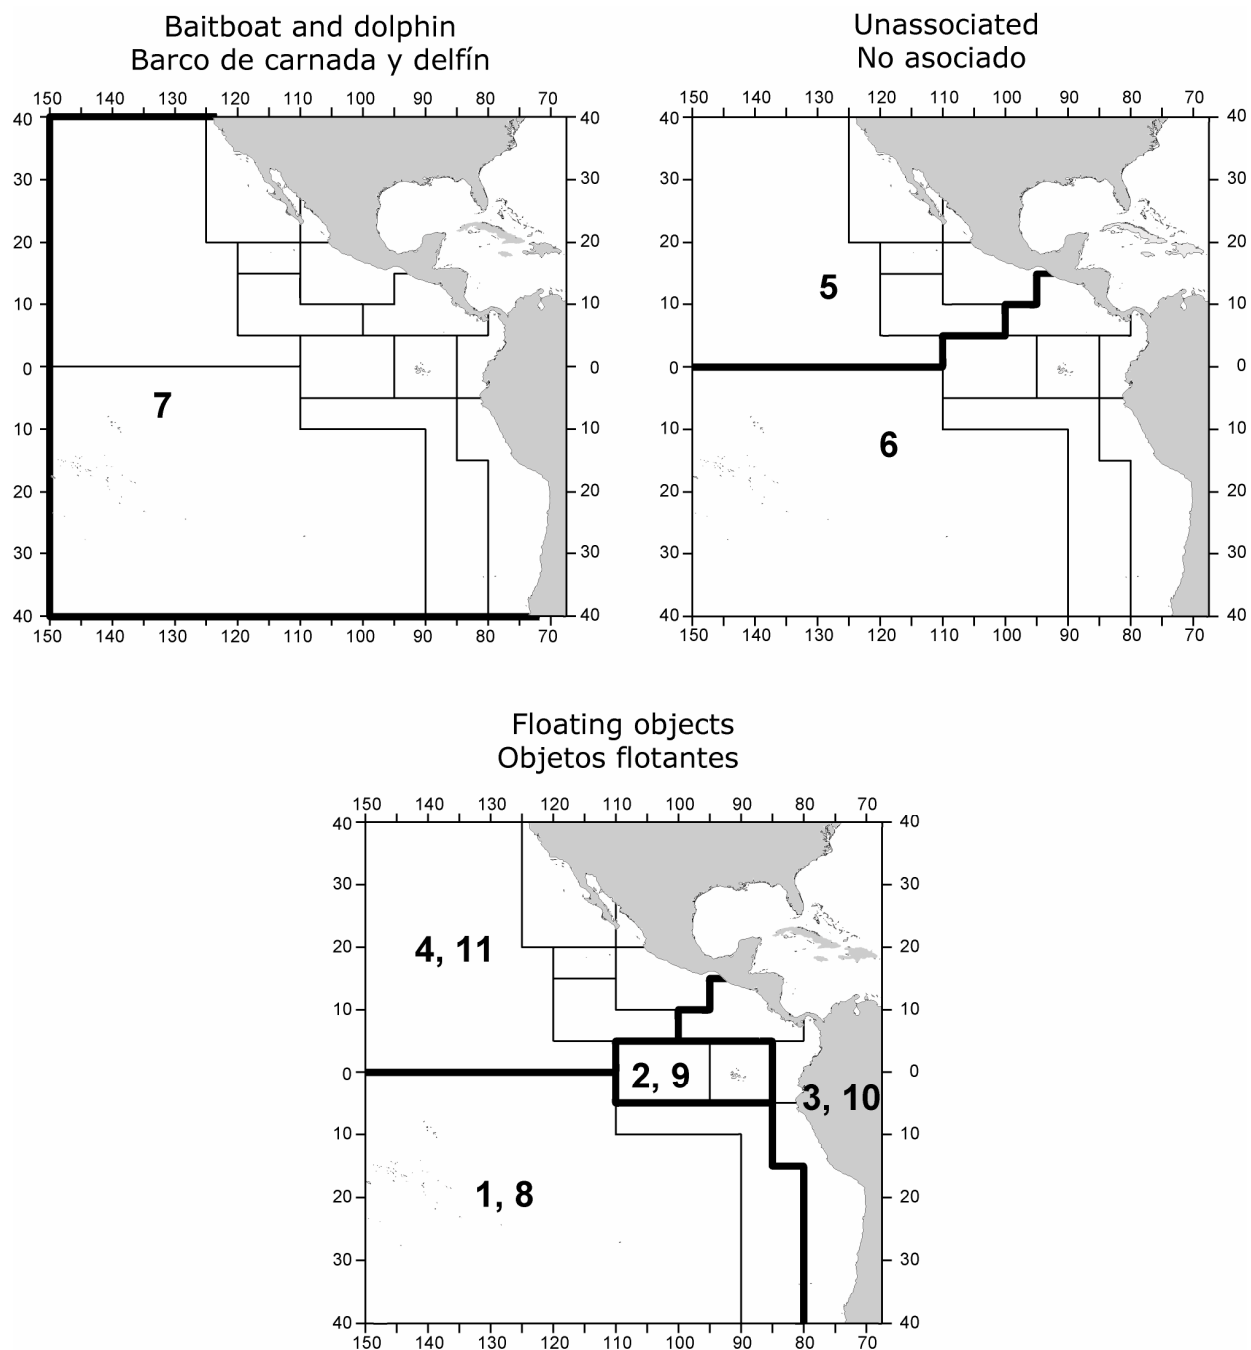 Baitboat and dolphin
Barco de carnada y delfín
150 140 130 120 110 100 90 80 70
40 40
30 30
20 20
10 10
0 0
7
10 10
20 20
30 30
40 40
150 140 130 120 110 100 90 80 70
Unassociated
No asociado
150 140 130 120 110 100 90 80 70
40 40
30 30
20 20
5
10 10
0 0
6
10 10
20 20
30 30
40 40
150 140 130 120 110 100 90 80 70
Floating objects
Objetos flotantes
150 140 130 120 110 100 90 80 70
40 40
30 30
4, 11
20 20
10 10
0 2, 9 0
3, 10
10 10
1, 8
20 20
30 30
40 40
150 140 130 120 110 100 90 80 70